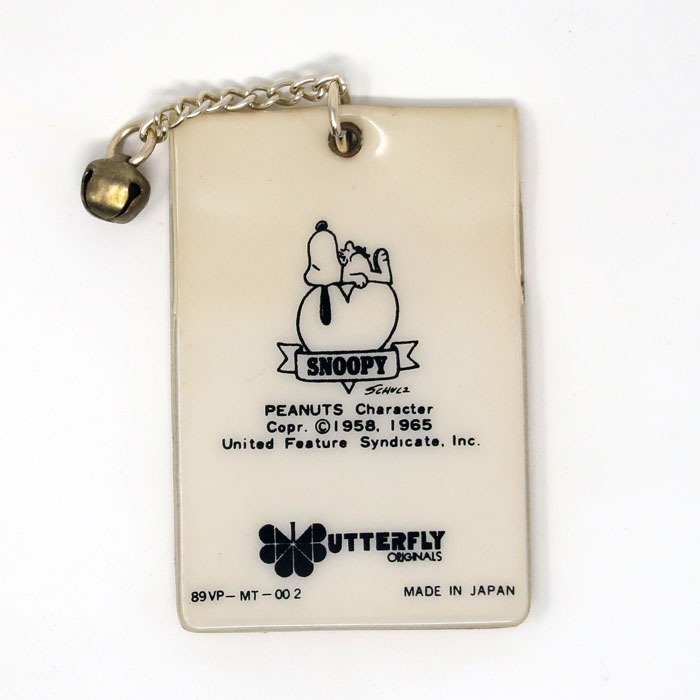 SNOOPY
SCHULZ
PEANUTS Character
Copr. ©1958, 1965
United Feature Syndicate, Inc.
BUTTERFLY
ORIGINALS
89VP-MT-002 MADE IN JAPAN